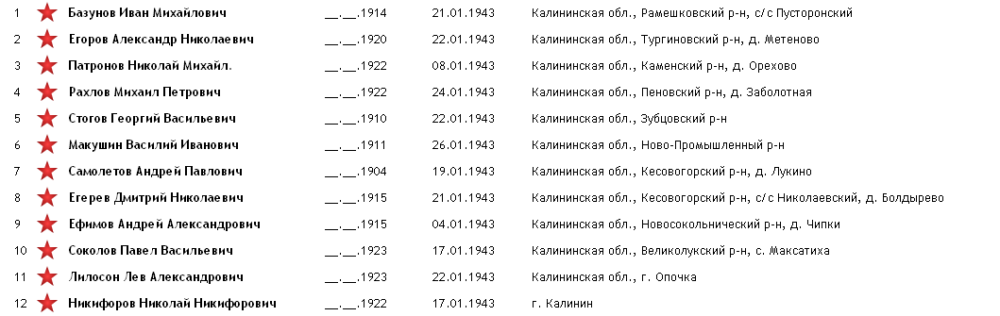 1 Базунов Иван Михайлович __.__.1914 21.01.1943 Калининская обл., Рамешковский р-н, с/с Пусторонский
2 Егоров Александр Николаевич __.__.1920 22.01.1943 Калининская обл., Тургиновский р-н, д. Метеново
3 Патронов Николай Михайл. __.__.1922 08.01.1943 Калининская обл., Каменский р-н, д. Орехово
4 Рахлов Михаил Петрович __.__.1922 24.01.1943 Калининская обл., Пеновский р-н, д. Заболотная
5 Стогов Георгий Васильевич __.__.1910 22.01.1943 Калининская обл., Зубцовский р-н
6 Макушин Василий Иванович __.__.1911 26.01.1943 Калининская обл., Ново-Промышленный р-н
7 Самолетов Андрей Павлович __.__.1904 19.01.1943 Калининская обл., Кесовогорский р-н, д. Лукино
8 Егерев Дмитрий Николаевич __.__.1915 21.01.1943 Калининская обл., Кесовогорский р-н, с/с Николаевский, д. Болдырево
9 Ефимов Андрей Александрович __.__.1915 04.01.1943 Калининская обл., Новосокольнический р-н, д. Чипки
10 Соколов Павел Васильевич __.__.1923 17.01.1943 Калининская обл., Великолукский р-н, с. Максатиха
11 Лилосон Лев Александрович __.__.1923 22.01.1943 Калининская обл., г. Опочка
12 Никифоров Николай Никифорович __.__.1922 17.01.1943 г. Калинин